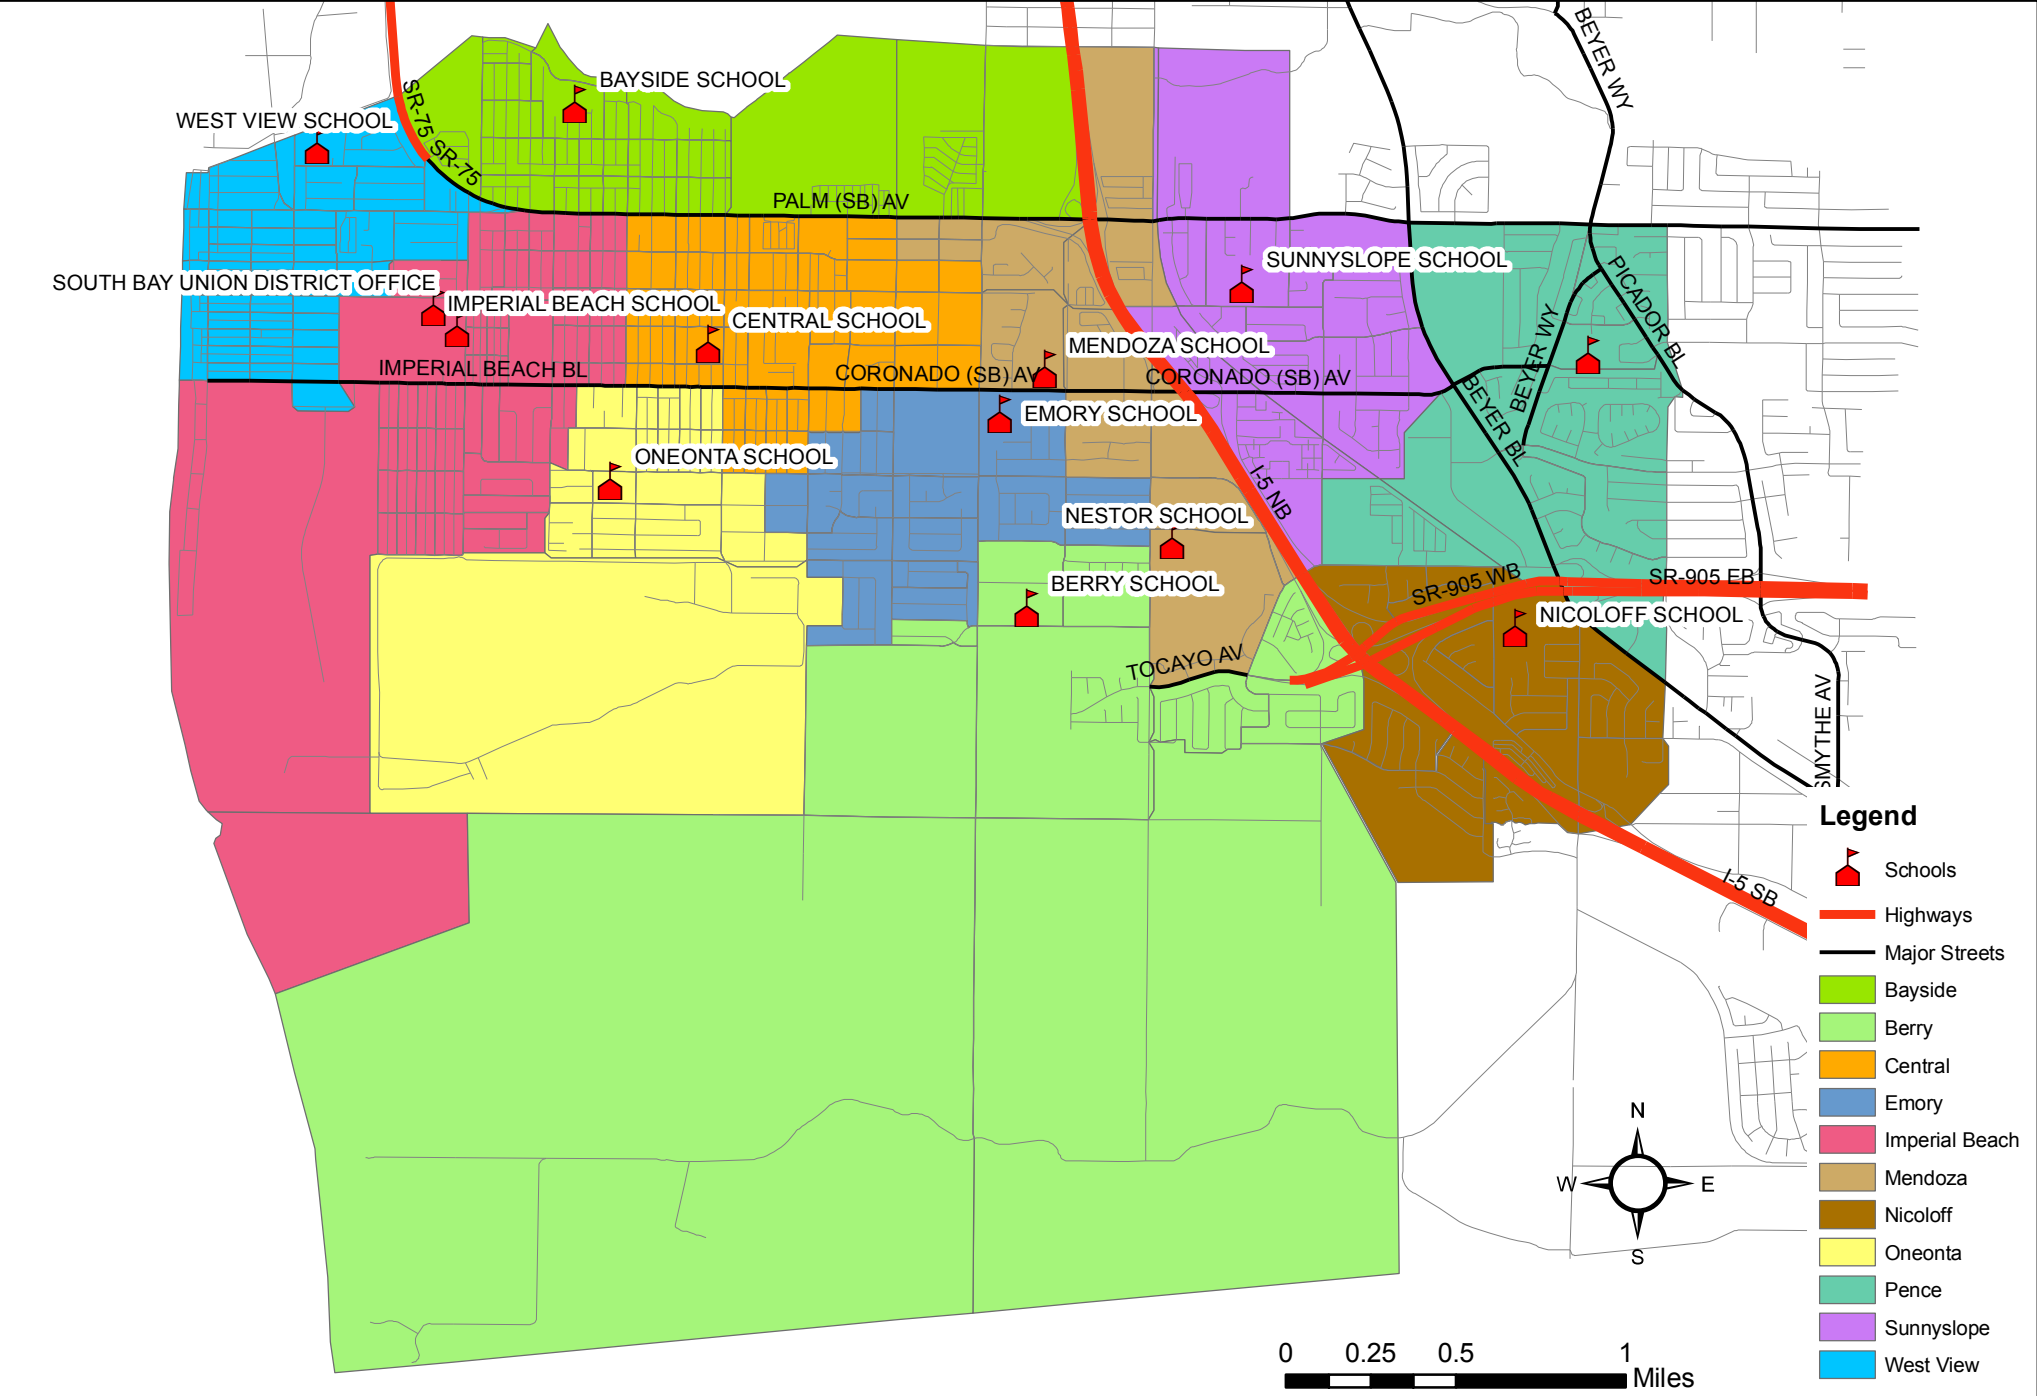 BEYER WY
BAYSIDE SCHOOL
SR-75
WEST VIEW SCHOOL
SR-75
PALM (SB) AV
SUNNYSLOPE SCHOOL
PICADOR BL
SOUTH BAY UNION DISTRICT OFFICE
IMPERIAL BEACH SCHOOL
CENTRAL SCHOOL
BEYER WY
MENDOZA SCHOOL
IMPERIAL BEACH BL
CORONADO (SB) AV
CORONADO (SB) AV
BEYER BL
EMORY SCHOOL
ONEONTA SCHOOL
I-5 NB
NESTOR SCHOOL
BERRY SCHOOL
SR-905 WB
SR-905 EB
NICOLOFF SCHOOL
TOCAYO AV
SMYTHE AV
I-5 SB
Legend
Schools
Highways
Major Streets
Bayside
Berry
Central
Emory
Imperial Beach
Mendoza
Nicoloff
Oneonta
Pence
Sunnyslope
West View
N
W E
S
0 0.25 0.5 1
Miles